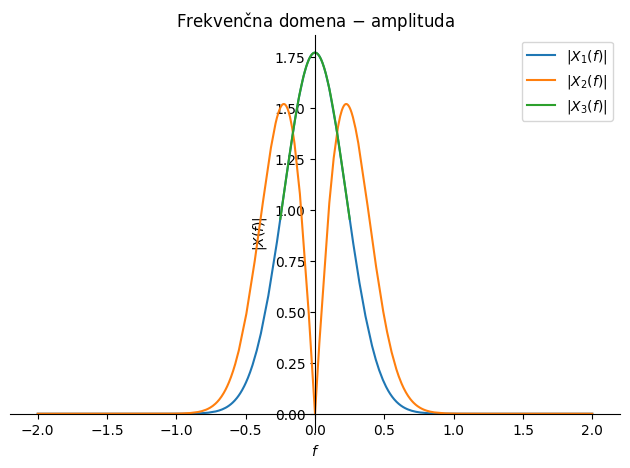 Frekvenčna domena − amplituda
|X₁(f)|
|X₂(f)|
|X₃(f)|
1.75
1.50
1.25
1.00
0.75
0.50
0.25
0.00
|X(f)|
−2.0 −1.5 −1.0 −0.5 0.0 0.5 1.0 1.5 2.0
f